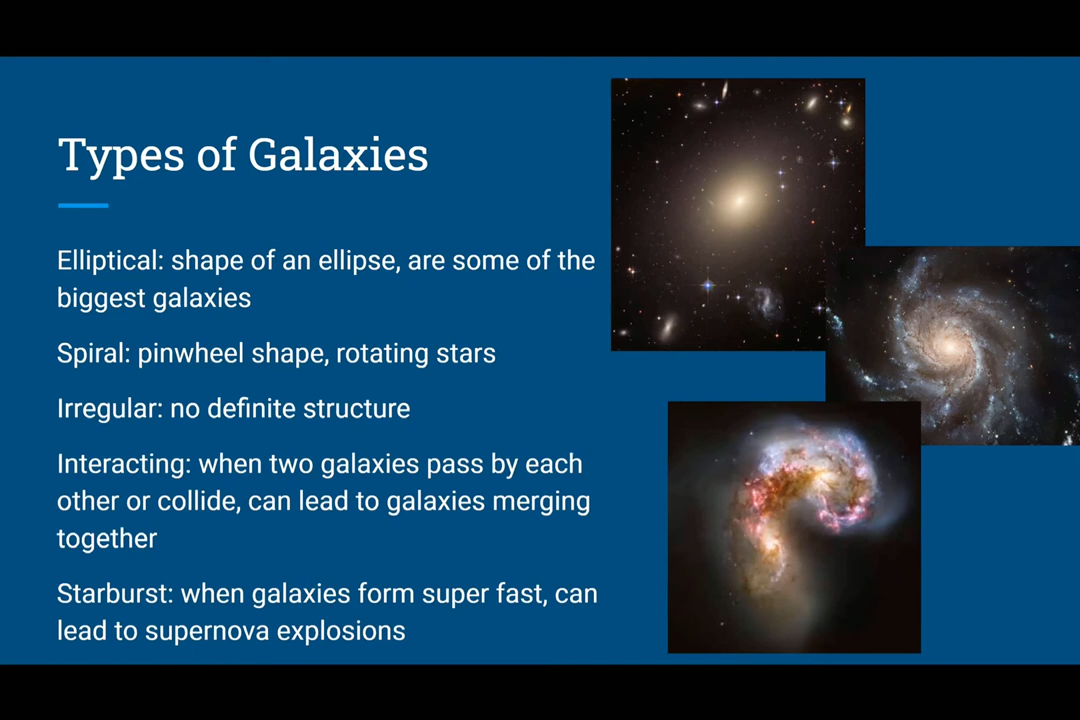 Types of Galaxies
Elliptical: shape of an ellipse, are some of the
biggest galaxies
Spiral: pinwheel shape, rotating stars
Irregular: no definite structure
Interacting: when two galaxies pass by each
other or collide, can lead to galaxies merging
together
Starburst: when galaxies form super fast, can
lead to supernova explosions